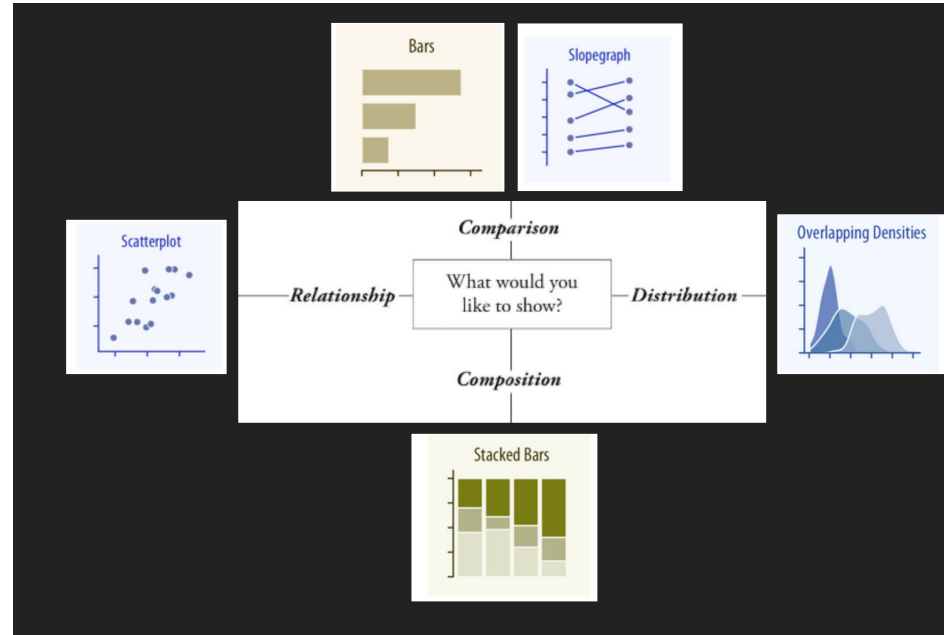 Bars
Slopegraph
Scatterplot
Comparison
Overlapping Densities
Relationship
What would you
like to show?
Distribution
Composition
Stacked Bars